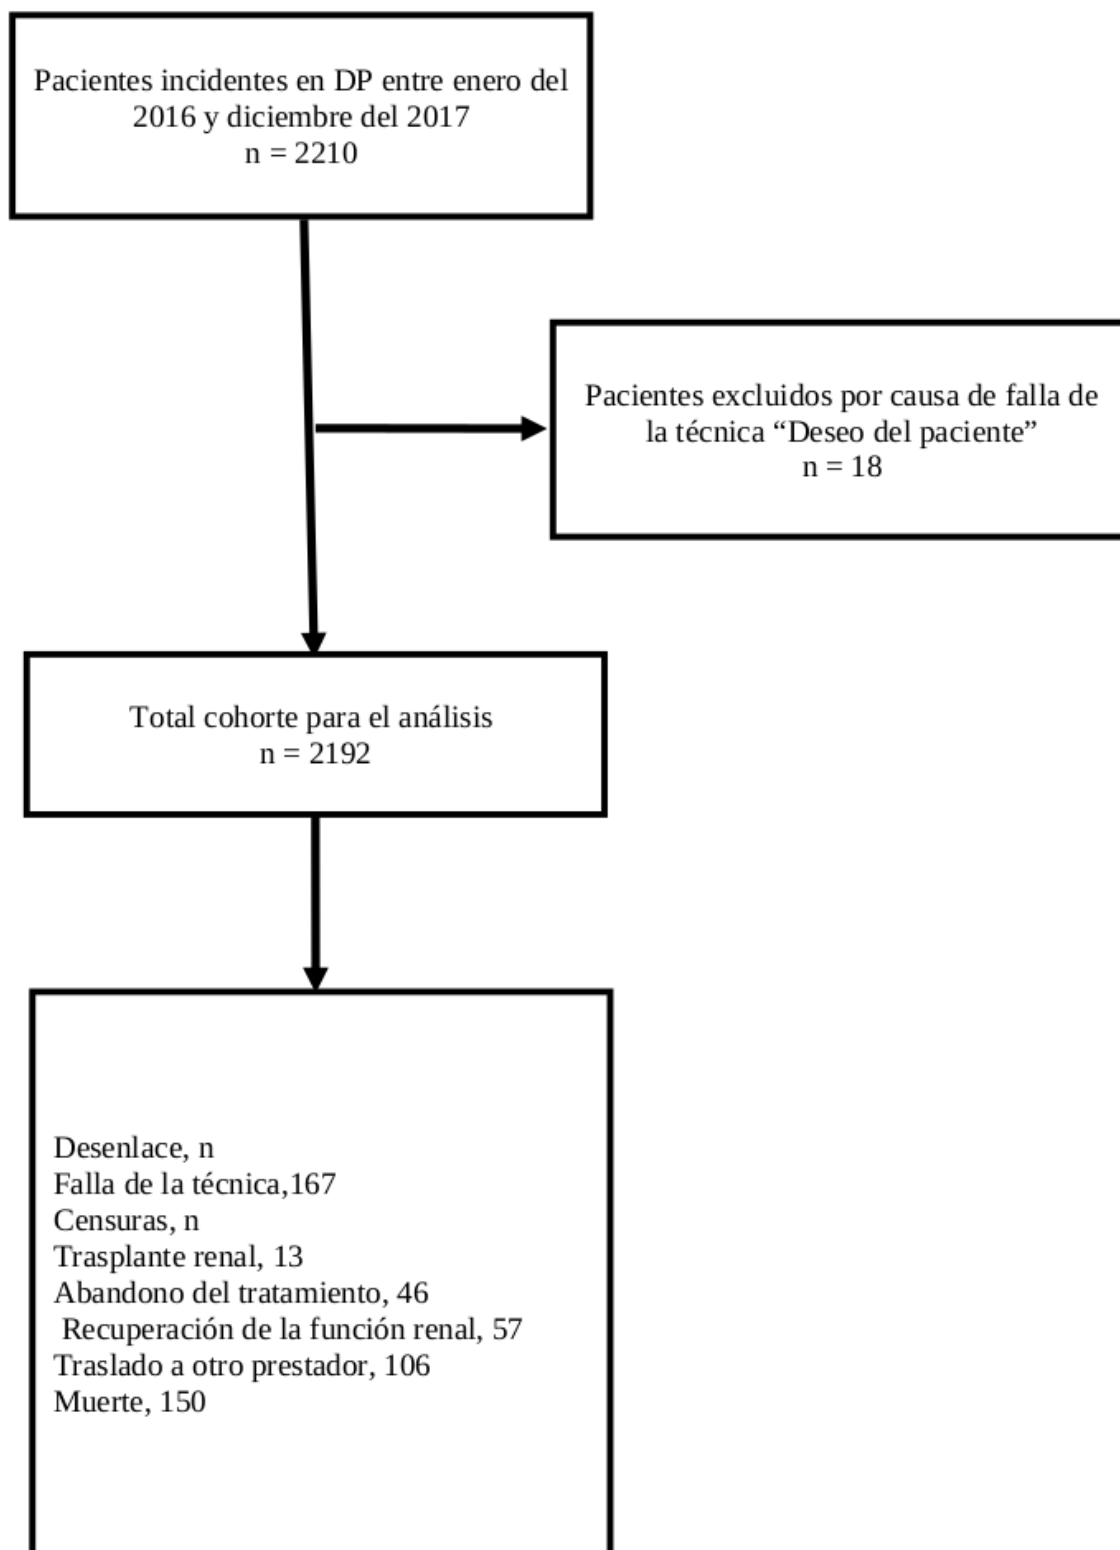 Pacientes incidentes en DP entre enero del
2016 y diciembre del 2017
n = 2210
Pacientes excluidos por causa de falla de
la técnica “Deseo del paciente”
n = 18
Total cohorte para el análisis
n = 2192
Desenlace, n
Falla de la técnica,167
Censuras, n
Trasplante renal, 13
Abandono del tratamiento, 46
Recuperación de la función renal, 57
Traslado a otro prestador, 106
Muerte, 150